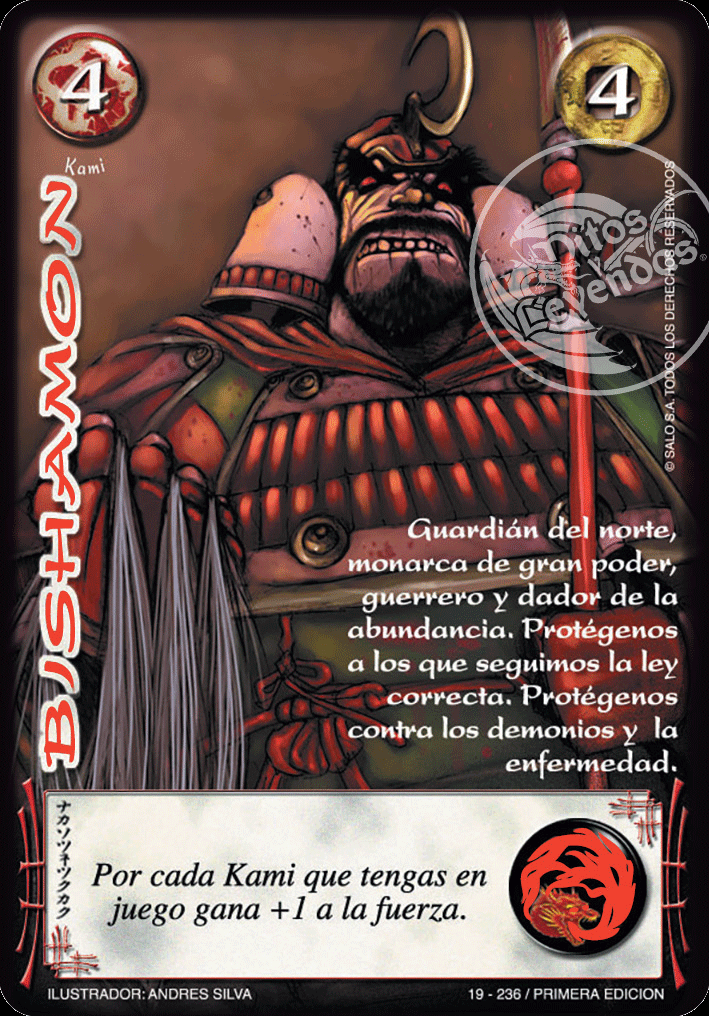 4
4
Kami
BISHAMON
Mitos
y
Leyendas
© SALO S.A. TODOS LOS DERECHOS RESERVADOS
Guardián del norte,
monarca de gran poder,
guerrero y dador de la
abundancia. Protégenos
a los que seguimos la ley
correcta. Protégenos
contra los demonios y la
enfermedad.
ナカソツネツクカク
Por cada Kami que tengas en
juego gana +1 a la fuerza.
ILUSTRADOR: ANDRES SILVA
19 - 236 / PRIMERA EDICION